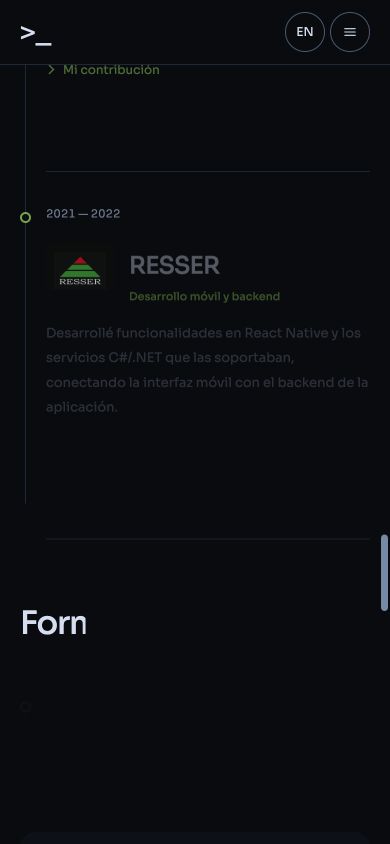 >_
EN
Mi contribución
2021 — 2022
RESSER
RESSER
Desarrollo móvil y backend
Desarrollé funcionalidades en React Native y los
servicios C#/.NET que las soportaban,
conectando la interfaz móvil con el backend de la
aplicación.